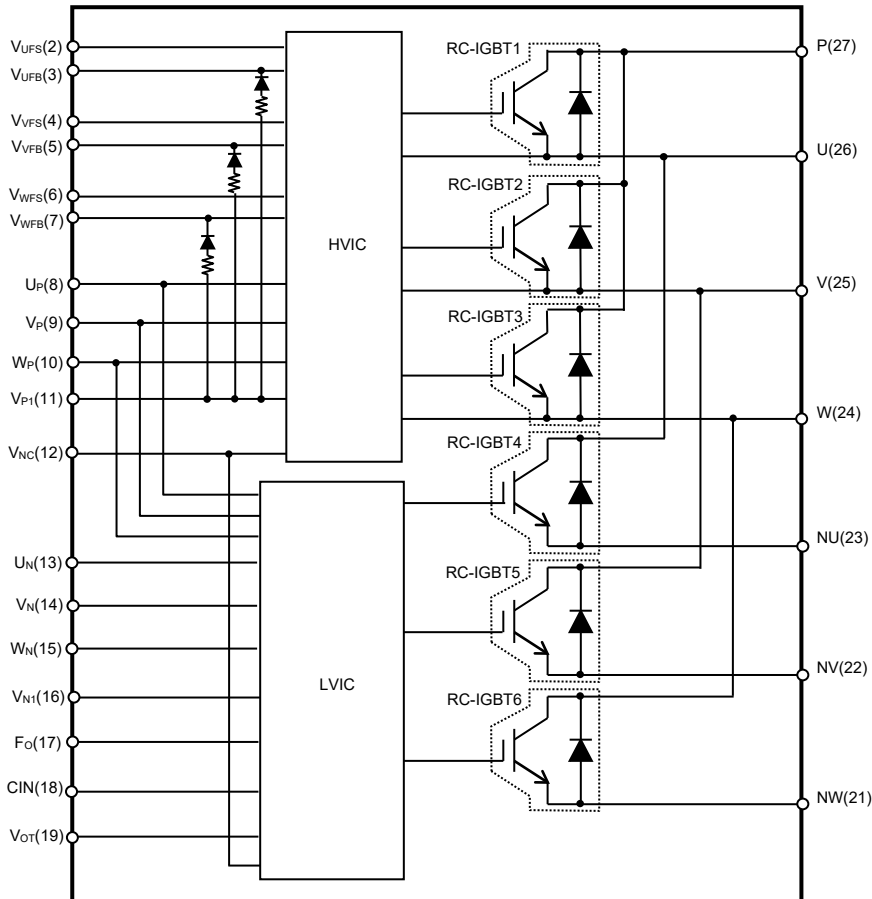 VUFS(2)
VUFB(3)
VVFS(4)
VVFB(5)
VWFS(6)
VWFB(7)
UP(8)
VP(9)
WP(10)
VP1(11)
VNC(12)
UN(13)
VN(14)
WN(15)
VN1(16)
FO(17)
CIN(18)
VOT(19)
HVIC
LVIC
RC-IGBT1
RC-IGBT2
RC-IGBT3
RC-IGBT4
RC-IGBT5
RC-IGBT6
P(27)
U(26)
V(25)
W(24)
NU(23)
NV(22)
NW(21)